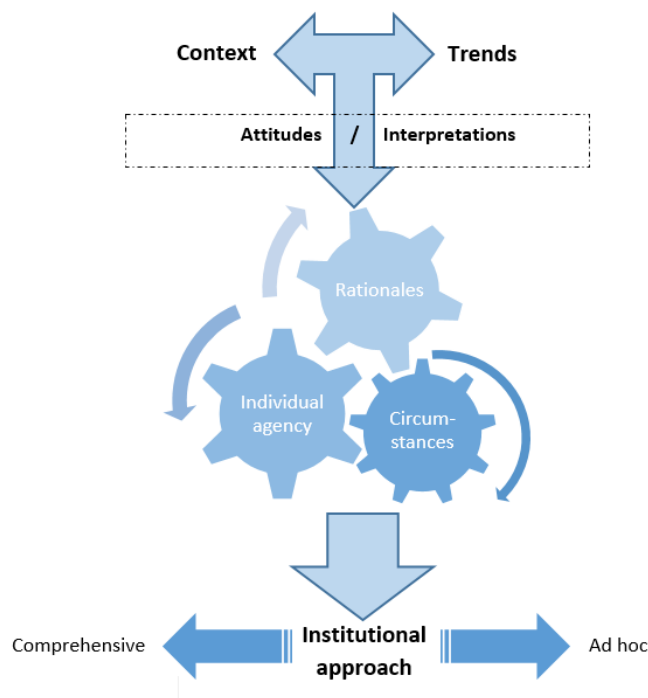 Context Trends
Attitudes / Interpretations
Rationales
Individual
agency
Circum-
stances
Comprehensive
Institutional
approach
Ad hoc